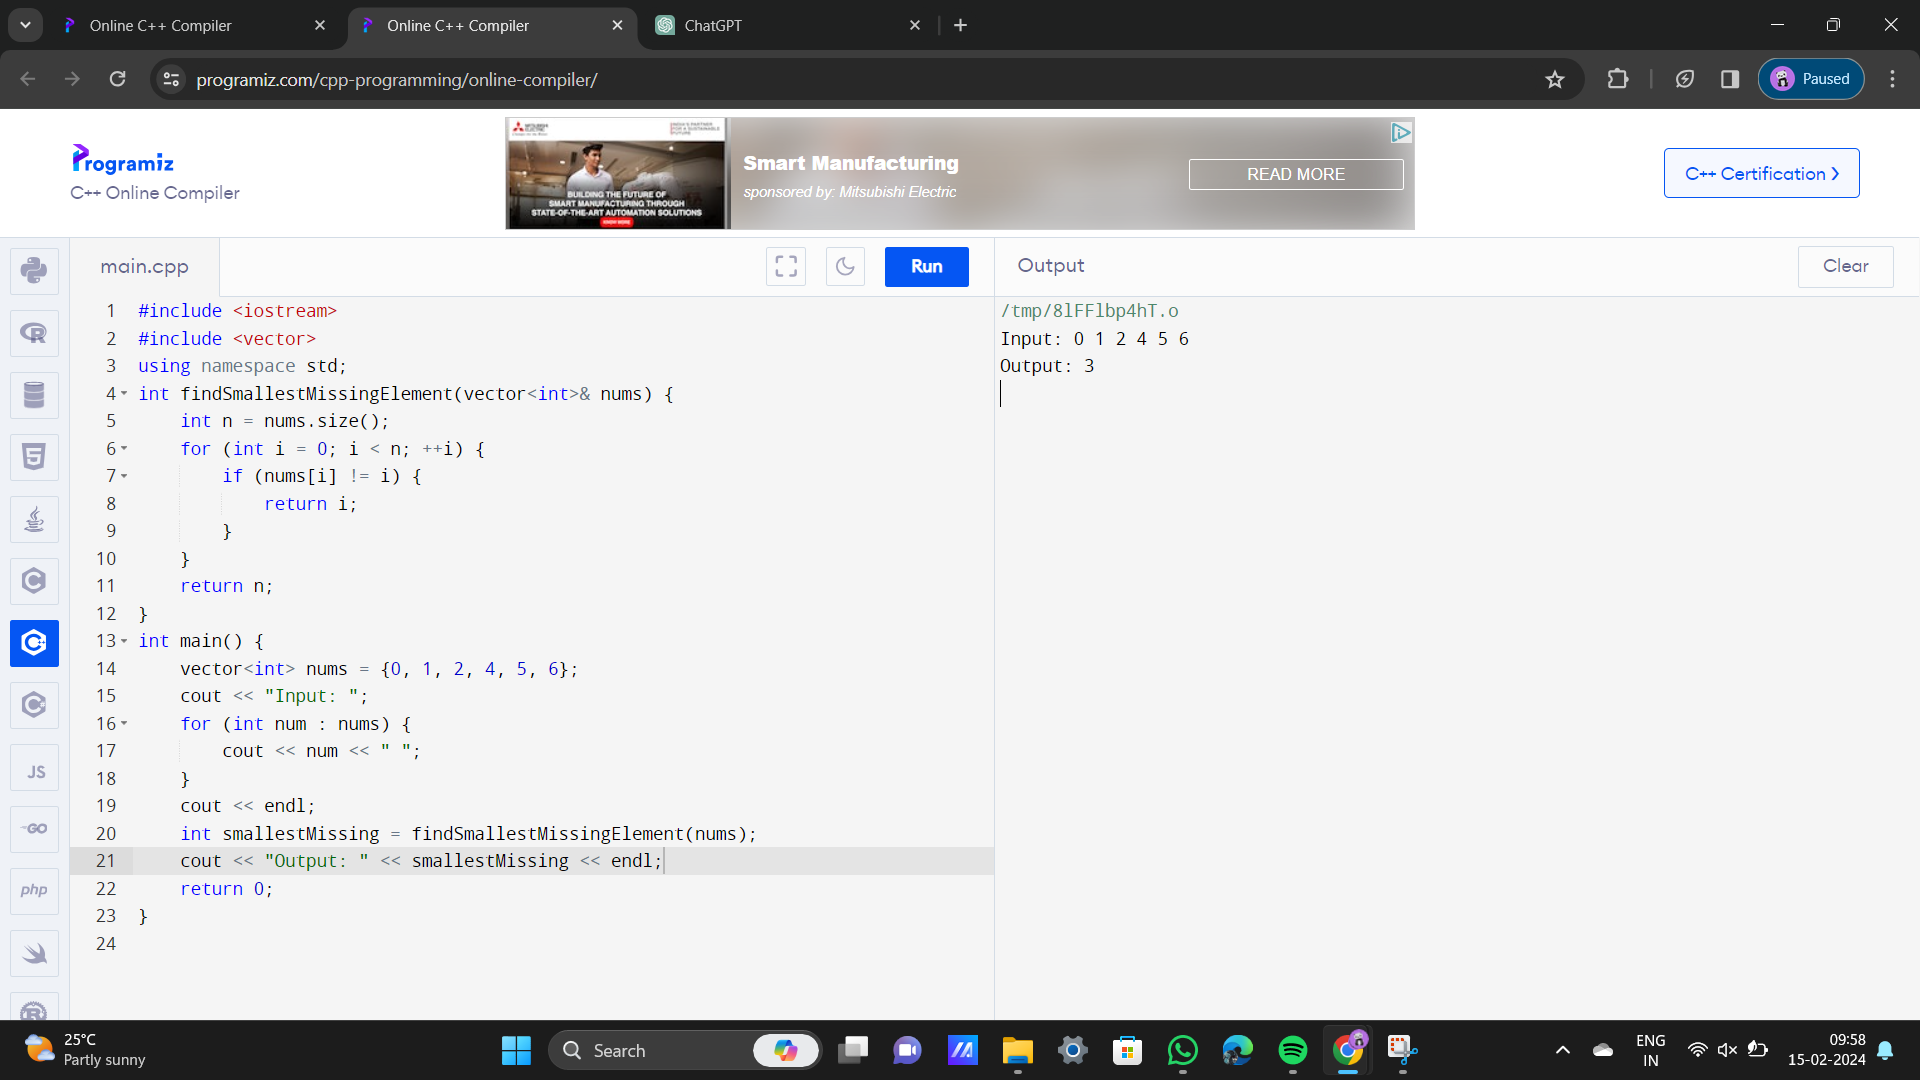 Online C++ Compiler
Online C++ Compiler
ChatGPT
programiz.com/cpp-programming/online-compiler/
Paused
Programiz
C++ Online Compiler
MITSUBISHI ELECTRIC
BUILDING THE FUTURE OF
SMART MANUFACTURING THROUGH
STATE-OF-THE-ART AUTOMATION SOLUTIONS
KNOW MORE
Smart Manufacturing
sponsored by: Mitsubishi Electric
READ MORE
C++ Certification >
main.cpp
Run
Output
Clear
1 #include <iostream>
2 #include <vector>
3 using namespace std;
4 int findSmallestMissingElement(vector<int>& nums) {
5     int n = nums.size();
6     for (int i = 0; i < n; ++i) {
7         if (nums[i] != i) {
8             return i;
9         }
10     }
11     return n;
12 }
13 int main() {
14     vector<int> nums = {0, 1, 2, 4, 5, 6};
15     cout << "Input: ";
16     for (int num : nums) {
17         cout << num << " ";
18     }
19     cout << endl;
20     int smallestMissing = findSmallestMissingElement(nums);
21     cout << "Output: " << smallestMissing << endl;
22     return 0;
23 }
24
/tmp/8lFFlbp4hT.o
Input: 0 1 2 4 5 6
Output: 3
JS
GO
php
25°C
Partly sunny
Search
ENG
IN
09:58
15-02-2024